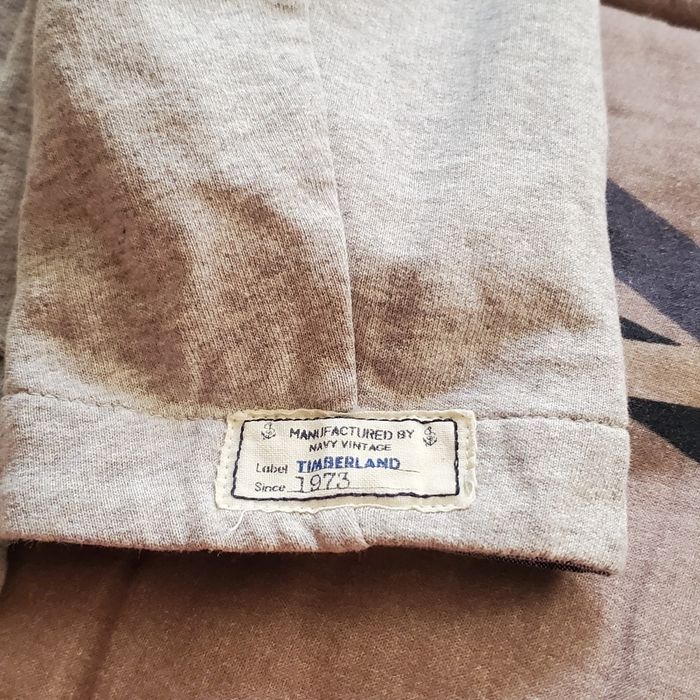 MANUFACTURED BY
NAVY VINTAGE
Label TIMBERLAND
Since 1973